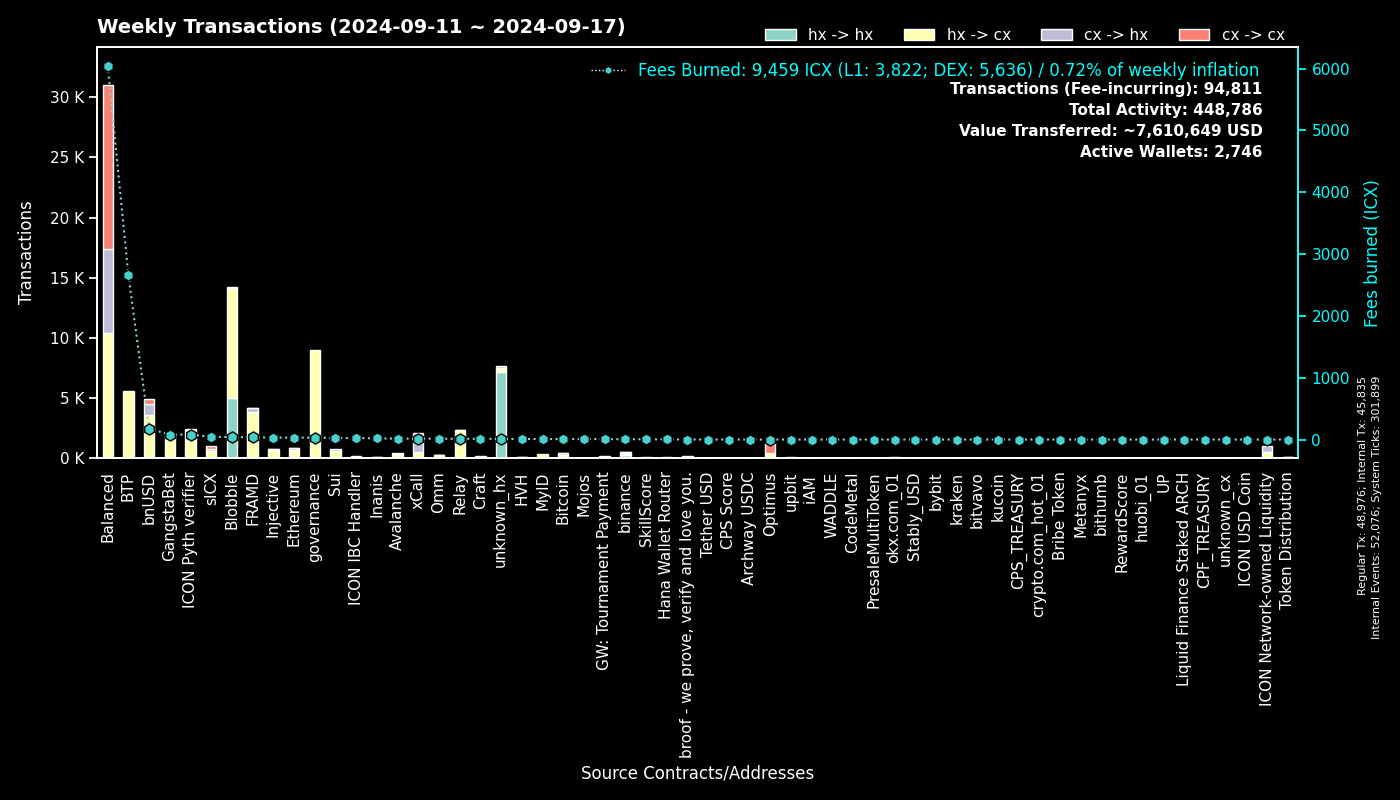 Weekly Transactions (2024-09-11 ~ 2024-09-17)
hx -> hx
hx -> cx
cx -> hx
cx -> cx
Fees Burned: 9,459 ICX (L1: 3,822; DEX: 5,636) / 0.72% of weekly inflation
Transactions (Fee-incurring): 94,811
Total Activity: 448,786
Value Transferred: ~7,610,649 USD
Active Wallets: 2,746
Transactions
30 K
25 K
20 K
15 K
10 K
5 K
0 K
6000
5000
4000
3000
2000
1000
0
Fees burned (ICX)
Regular Tx: 48,976; Internal Tx: 45,835
Internal Events: 52,076; System Ticks: 301,899
Balanced
BTP
bnUSD
GangstaBet
ICON Pyth verifier
sICX
Blobble
FRAMD
Injective
Ethereum
governance
Sui
ICON IBC Handler
Inanis
Avalanche
xCall
Omm
Relay
Craft
unknown_hx
HVH
MyID
Bitcoin
Mojos
GW: Tournament Payment
binance
SkillScore
Hana Wallet Router
broof - we prove, verify and love you.
Tether USD
CPS Score
Archway USDC
Optimus
upbit
iAM
WADDLE
CodeMetal
PresaleMultiToken
okx.com_01
Stably_USD
bybit
kraken
bitvavo
kucoin
CPS_TREASURY
crypto.com_hot_01
Bribe Token
Metanyx
bithumb
RewardScore
huobi_01
UP
Liquid Finance Staked ARCH
CPF_TREASURY
unknown_cx
ICON USD Coin
ICON Network-owned Liquidity
Token Distribution
Source Contracts/Addresses